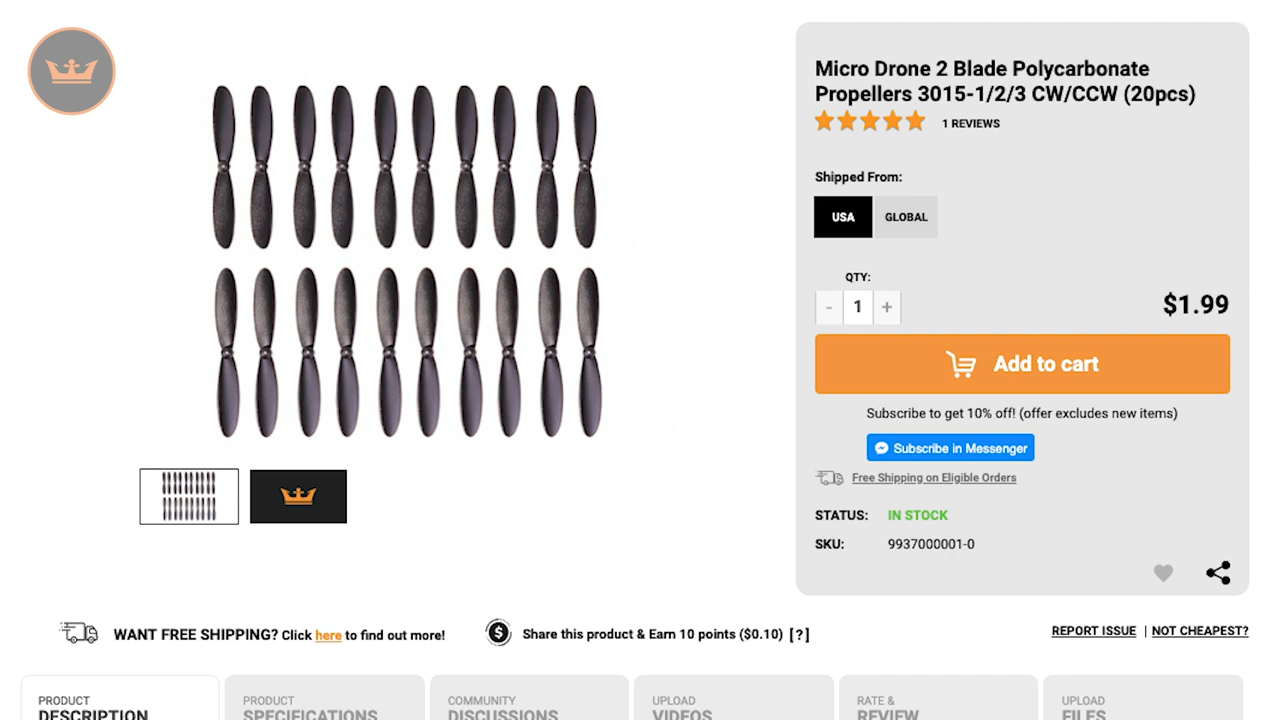 Micro Drone 2 Blade Polycarbonate
Propellers 3015-1/2/3 CW/CCW (20pcs)
1 REVIEWS
Shipped From:
USA GLOBAL
QTY:
- 1 +
$1.99
Add to cart
Subscribe to get 10% off! (offer excludes new items)
Subscribe in Messenger
Free Shipping on Eligible Orders
STATUS: IN STOCK
SKU: 9937000001-0
WANT FREE SHIPPING? Click here to find out more!
Share this product & Earn 10 points ($0.10) [?]
REPORT ISSUE | NOT CHEAPEST?
PRODUCT
DESCRIPTION
PRODUCT
SPECIFICATIONS
COMMUNITY
DISCUSSIONS
UPLOAD
VIDEOS
RATE &
REVIEW
UPLOAD
FILES